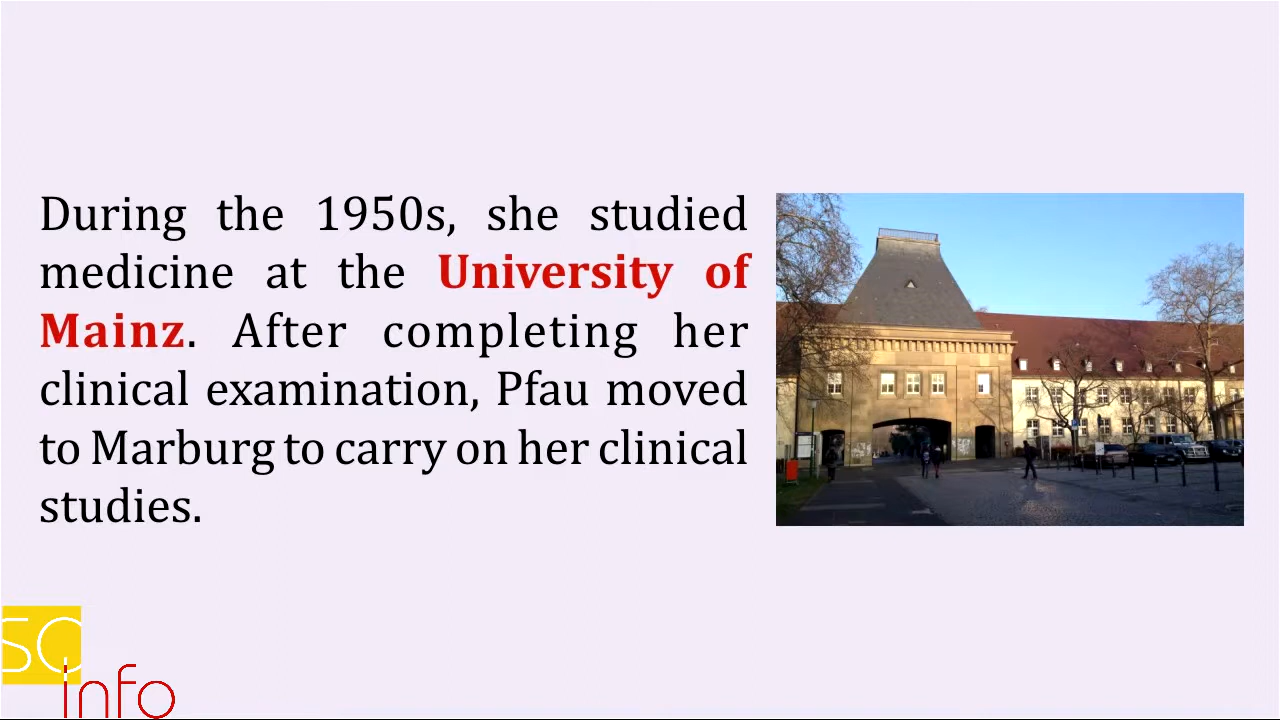 During the 1950s, she studied
medicine at the University of
Mainz. After completing her
clinical examination, Pfau moved
to Marburg to carry on her clinical
studies.
SO
info